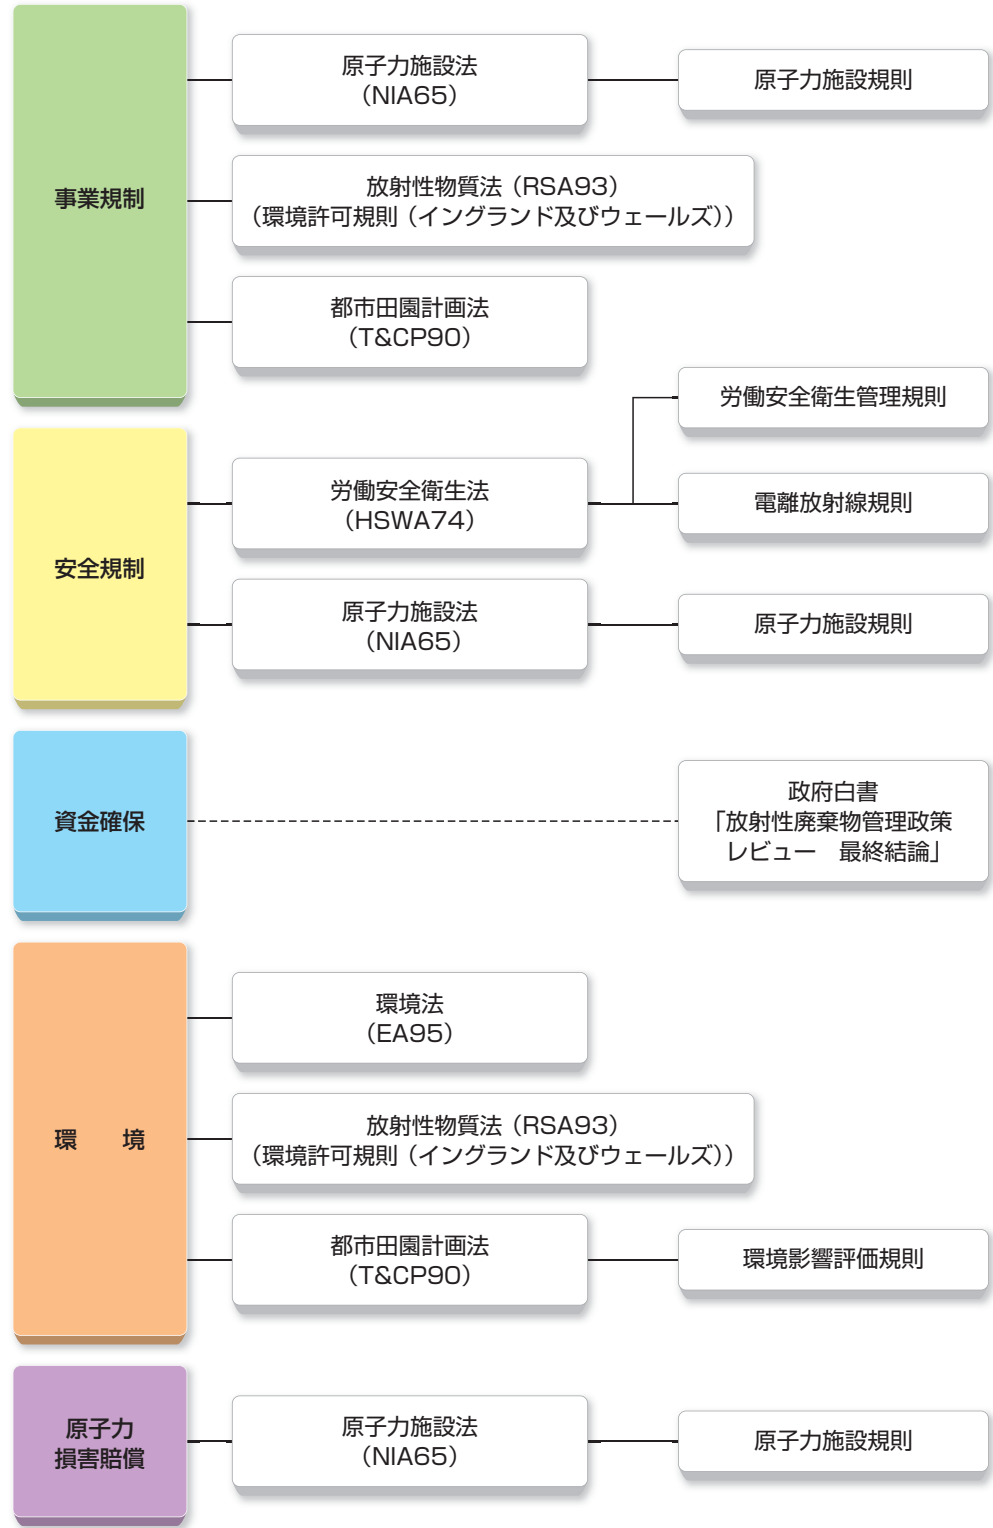 事業規制
原子力施設法
（NIA65）
原子力施設規則
放射性物質法（RSA93）
（環境許可規則（イングランド及びウェールズ））
都市田園計画法
（T&CP90）
安全規制
労働安全衛生法
（HSWA74）
労働安全衛生管理規則
電離放射線規則
原子力施設法
（NIA65）
原子力施設規則
資金確保
政府白書
「放射性廃棄物管理政策
レビュー　最終結論」
環　境
環境法
（EA95）
放射性物質法（RSA93）
（環境許可規則（イングランド及びウェールズ））
都市田園計画法
（T&CP90）
環境影響評価規則
原子力
損害賠償
原子力施設法
（NIA65）
原子力施設規則